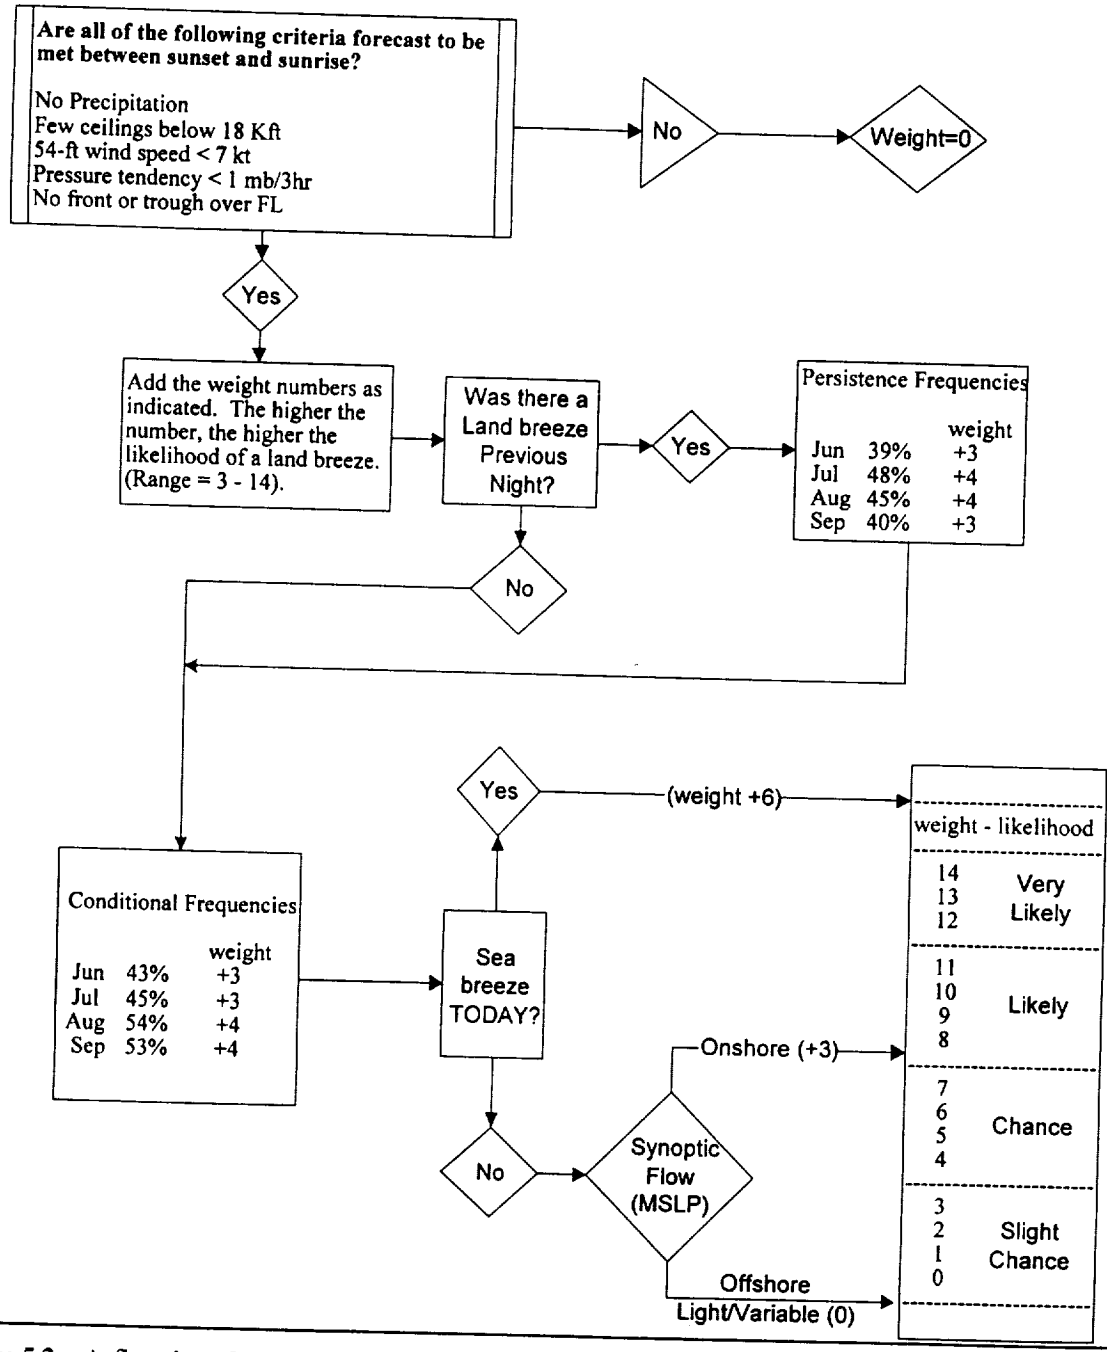 Are all of the following criteria forecast to be
met between sunset and sunrise?
No Precipitation
Few ceilings below 18 Kft
54-ft wind speed < 7 kt
Pressure tendency < 1 mb/3hr
No front or trough over FL
No
Weight=0
Yes
Add the weight numbers as
indicated. The higher the
number, the higher the
likelihood of a land breeze.
(Range = 3 - 14).
Was there a
Land breeze
Previous
Night?
Yes
Persistence Frequencies
weight
Jun 39% +3
Jul 48% +4
Aug 45% +4
Sep 40% +3
No
Conditional Frequencies
weight
Jun 43% +3
Jul 45% +3
Aug 54% +4
Sep 53% +4
Sea
breeze
TODAY?
Yes
(weight +6)
No
Synoptic
Flow
(MSLP)
Onshore (+3)
Offshore
Light/Variable (0)
weight - likelihood
14
13
12
Very
Likely
11
10
9
8
Likely
7
6
5
4
Chance
3
2
1
0
Slight
Chance